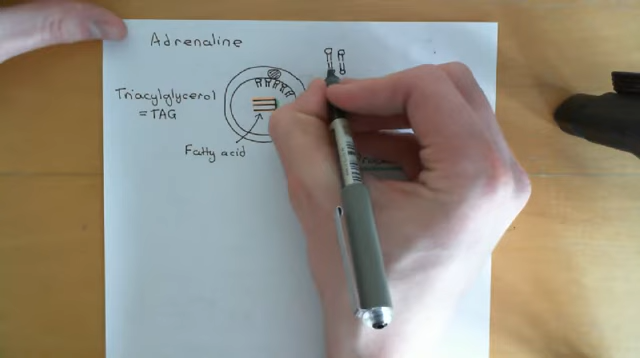 Adrenaline
Triacylglycerol
= TAG
Fatty acid